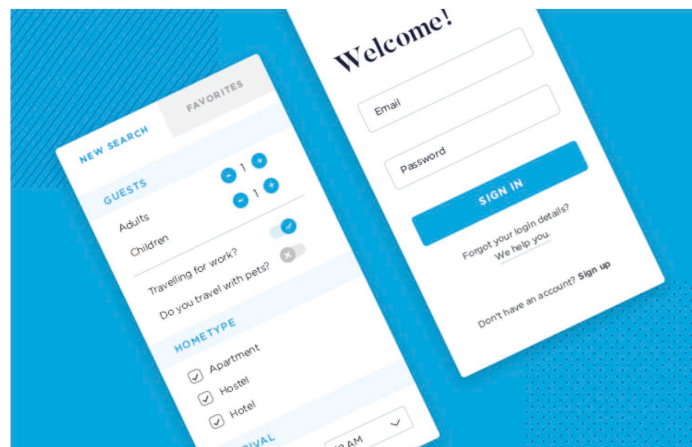 NEW SEARCH
FAVORITES
GUESTS
Adults
1
Children
1
Travelling for work?
Do you travel with pets?
HOMETYPE
Apartment
Hostel
Hotel
AM
Welcome!
Email
Password
SIGN IN
Forgot your login details?
We help you.
Don't have an account? Sign up